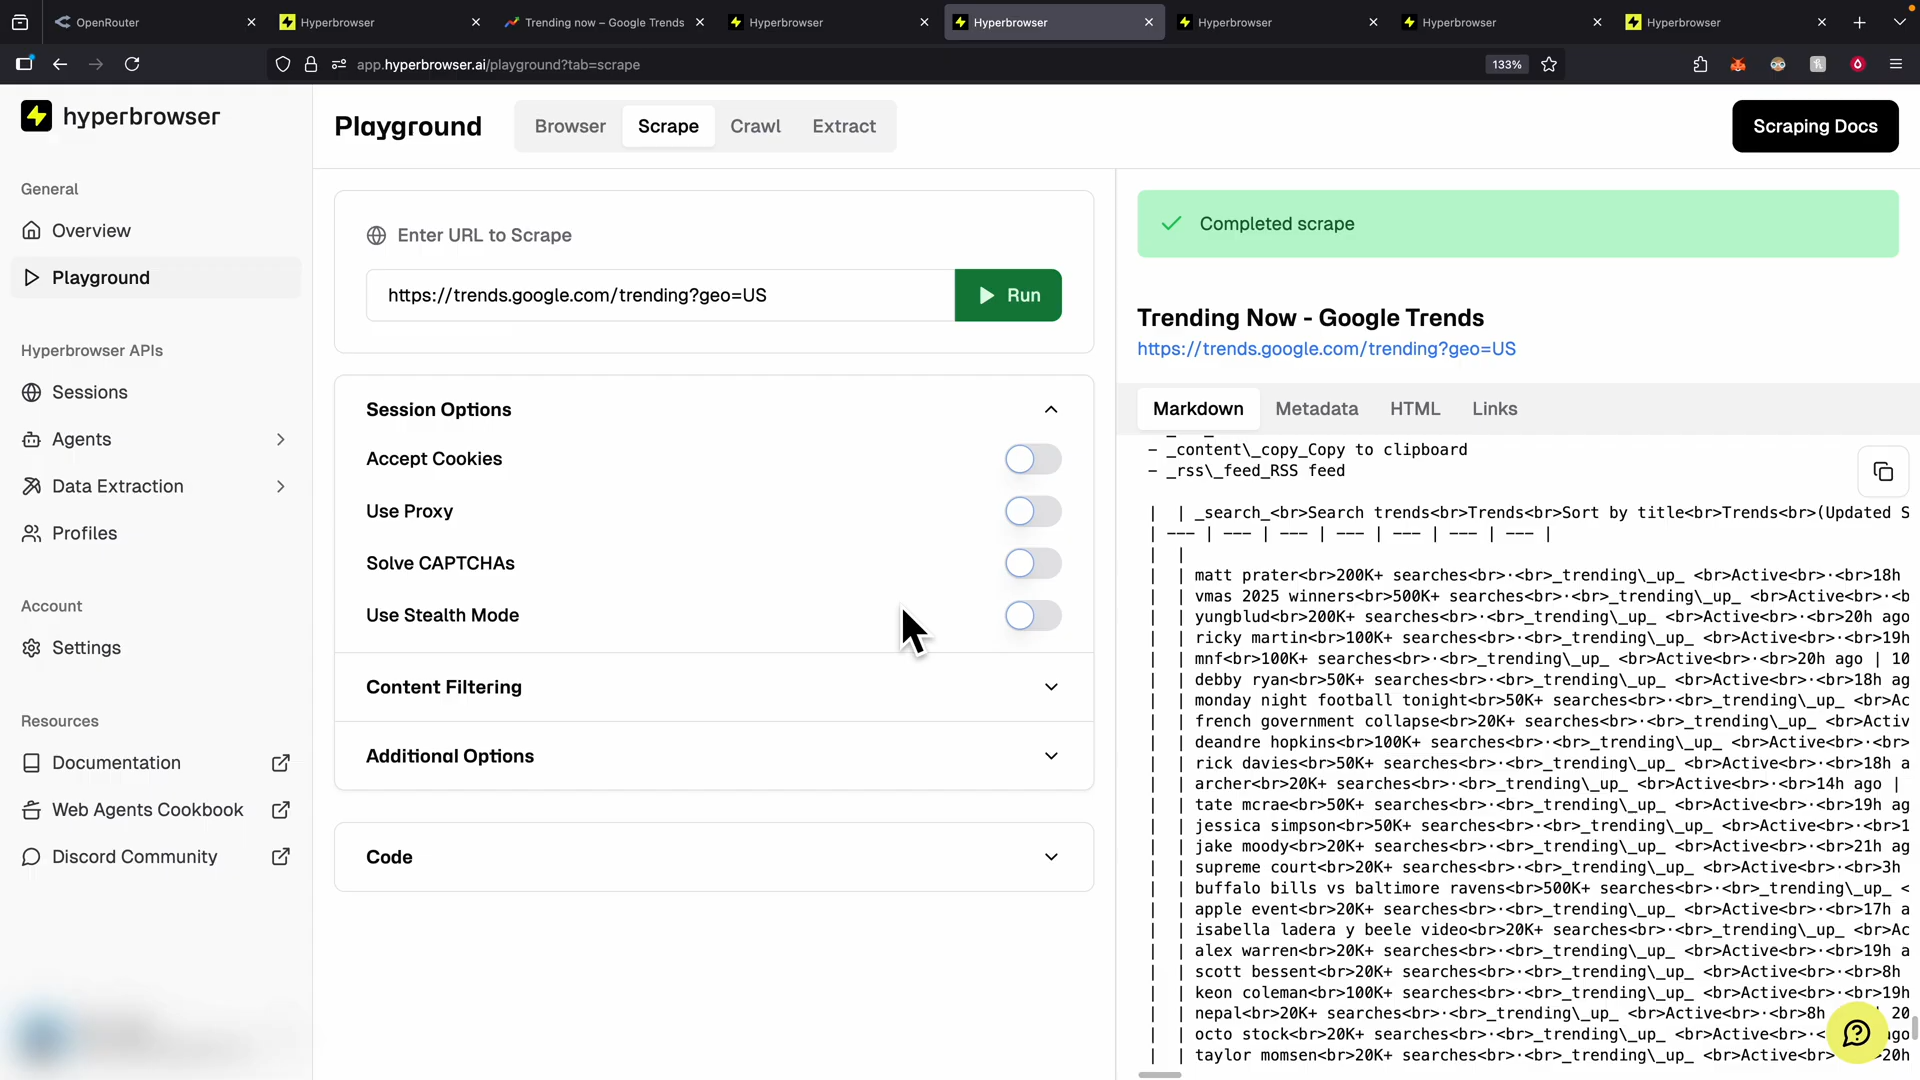 OpenRouter
Hyperbrowser
Trending now – Google Trends
Hyperbrowser
Hyperbrowser
Hyperbrowser
Hyperbrowser
Hyperbrowser
app.hyperbrowser.ai/playground?tab=scrape
133%
hyperbrowser
General
Overview
Playground
Hyperbrowser APIs
Sessions
Agents
Data Extraction
Profiles
Account
Settings
Resources
Documentation
Web Agents Cookbook
Discord Community
Playground
Browser
Scrape
Crawl
Extract
Scraping Docs
Enter URL to Scrape
https://trends.google.com/trending?geo=US
Run
Session Options
Accept Cookies
Use Proxy
Solve CAPTCHAs
Use Stealth Mode
Content Filtering
Additional Options
Code
Completed scrape
Trending Now - Google Trends
https://trends.google.com/trending?geo=US
Markdown
Metadata
HTML
Links
– _content\_copy_Copy to clipboard
– _rss\_feed_RSS feed
| | _search_<br>Search trends<br>Trends<br>Sort by title<br>Trends<br>(Updated S
| --- | --- | --- | --- | --- | --- | --- |
| |
| | matt prater<br>200K+ searches<br>·<br>_trending\_up_ <br>Active<br>·<br>18h
| | vmas 2025 winners<br>500K+ searches<br>·<br>_trending\_up_ <br>Active<br>·<b
| | yungblud<br>200K+ searches<br>·<br>_trending\_up_ <br>Active<br>·<br>20h ago
| | ricky martin<br>100K+ searches<br>·<br>_trending\_up_ <br>Active<br>·<br>19h
| | mnf<br>100K+ searches<br>·<br>_trending\_up_ <br>Active<br>·<br>20h ago | 10
| | debby ryan<br>50K+ searches<br>·<br>_trending\_up_ <br>Active<br>·<br>18h ag
| | monday night football tonight<br>50K+ searches<br>·<br>_trending\_up_ <br>Ac
| | french government collapse<br>20K+ searches<br>·<br>_trending\_up_ <br>Activ
| | deandre hopkins<br>100K+ searches<br>·<br>_trending\_up_ <br>Active<br>·<br>
| | rick davies<br>50K+ searches<br>·<br>_trending\_up_ <br>Active<br>·<br>18h a
| | archer<br>20K+ searches<br>·<br>_trending\_up_ <br>Active<br>·<br>14h ago |
| | tate mcrae<br>50K+ searches<br>·<br>_trending\_up_ <br>Active<br>·<br>19h ag
| | jessica simpson<br>50K+ searches<br>·<br>_trending\_up_ <br>Active<br>·<br>1
| | jake moody<br>20K+ searches<br>·<br>_trending\_up_ <br>Active<br>·<br>21h ag
| | supreme court<br>20K+ searches<br>·<br>_trending\_up_ <br>Active<br>·<br>3h
| | buffalo bills vs baltimore ravens<br>500K+ searches<br>·<br>_trending\_up_ <
| | apple event<br>20K+ searches<br>·<br>_trending\_up_ <br>Active<br>·<br>17h a
| | isabella ladera y beele video<br>20K+ searches<br>·<br>_trending\_up_ <br>Ac
| | alex warren<br>20K+ searches<br>·<br>_trending\_up_ <br>Active<br>·<br>19h a
| | scott bessent<br>20K+ searches<br>·<br>_trending\_up_ <br>Active<br>·<br>8h
| | keon coleman<br>100K+ searches<br>·<br>_trending\_up_ <br>Active<br>·<br>19h
| | nepal<br>20K+ searches<br>·<br>_trending\_up_ <br>Active<br>·<br>8h 20
| | octo stock<br>20K+ searches<br>·<br>_trending\_up_ <br>Active<br>·< ago
| | taylor momsen<br>20K+ searches<br>·<br>_trending\_up_ <br>Active<br> 20h